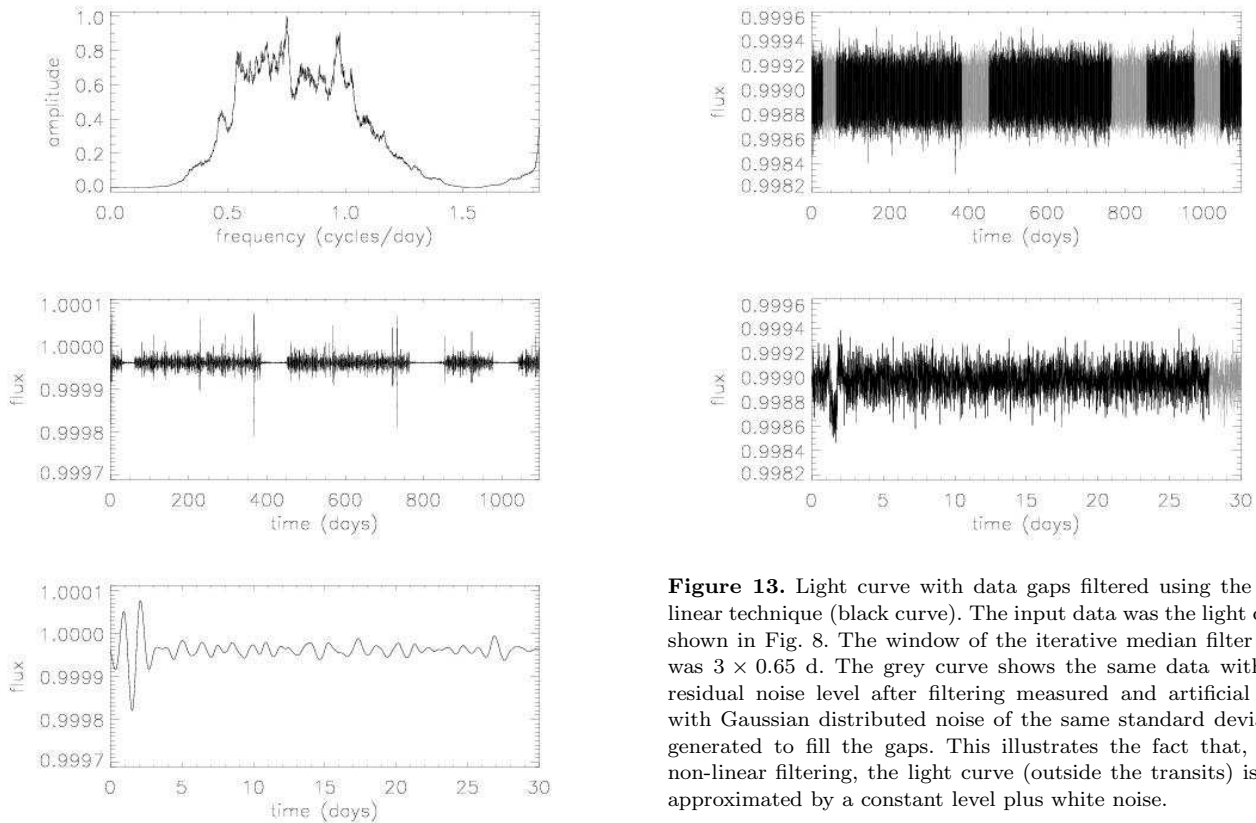 1.0
0.8
0.6
0.4
0.2
0.0
amplitude
0.0 0.5 1.0 1.5
frequency (cycles/day)
1.0001
1.0000
0.9999
0.9998
0.9997
flux
0 200 400 600 800 1000
time (days)
1.0001
1.0000
0.9999
0.9998
0.9997
flux
0 5 10 15 20 25 30
time (days)
0.9996
0.9994
0.9992
0.9990
0.9988
0.9986
0.9984
0.9982
flux
0 200 400 600 800 1000
time (days)
0.9996
0.9994
0.9992
0.9990
0.9988
0.9986
0.9984
0.9982
flux
0 5 10 15 20 25 30
time (days)
Figure 13. Light curve with data gaps filtered using the
linear technique (black curve). The input data was the light
shown in Fig. 8. The window of the iterative median filter
was 3 × 0.65 d. The grey curve shows the same data with
residual noise level after filtering measured and artificial
with Gaussian distributed noise of the same standard
generated to fill the gaps. This illustrates the fact that,
non-linear filtering, the light curve (outside the transits) is
approximated by a constant level plus white noise.